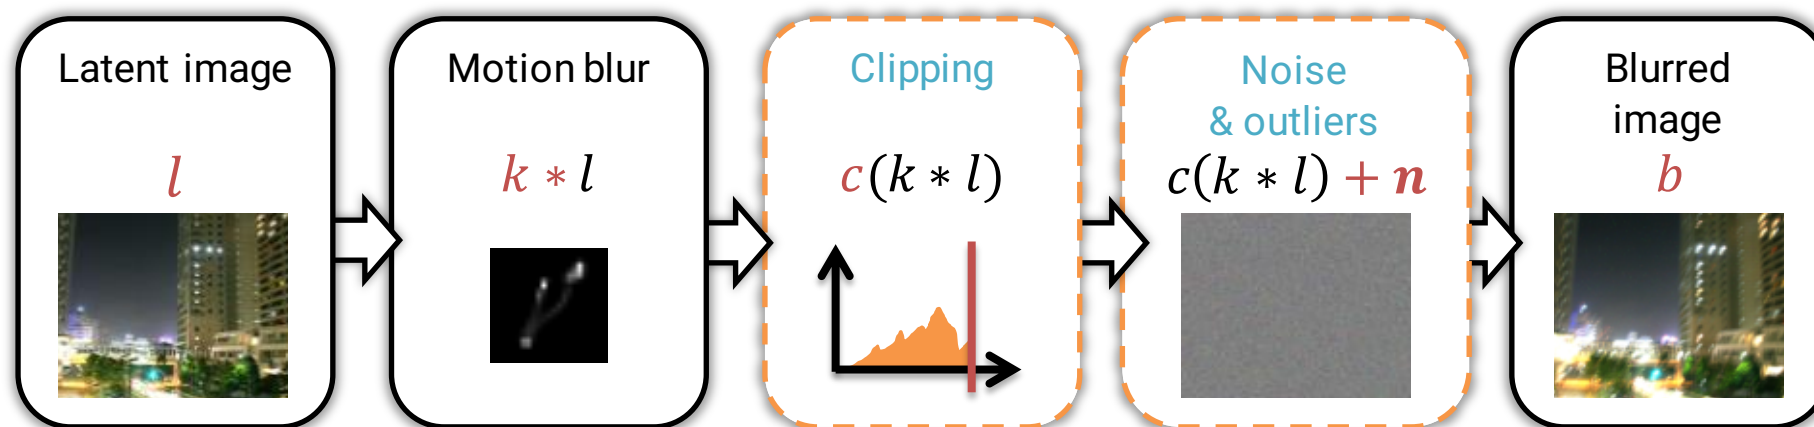 Latent image
l
Motion blur
k ∗ l
Clipping
c(k ∗ l)
Noise
& outliers
c(k ∗ l) + n
Blurred
image
b